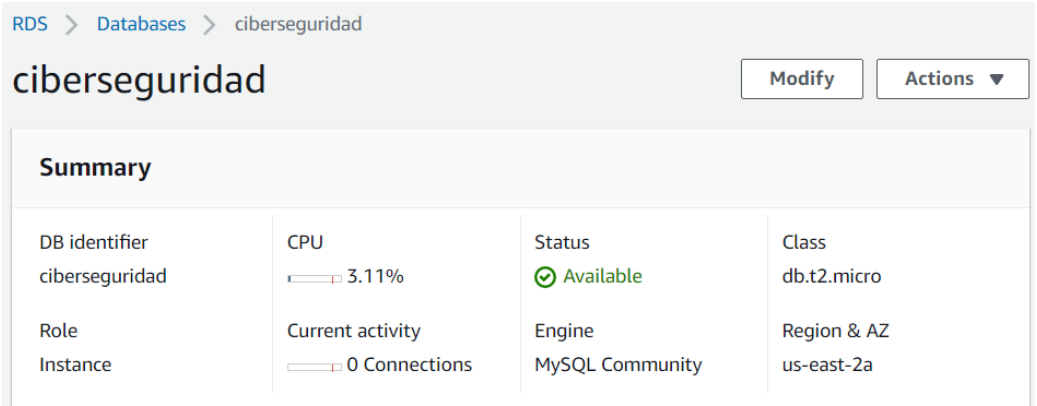 RDS > Databases > ciberseguridad
ciberseguridad
Modify
Actions
Summary
DB identifier
ciberseguridad
CPU
3.11%
Status
Available
Class
db.t2.micro
Role
Instance
Current activity
0 Connections
Engine
MySQL Community
Region & AZ
us-east-2a